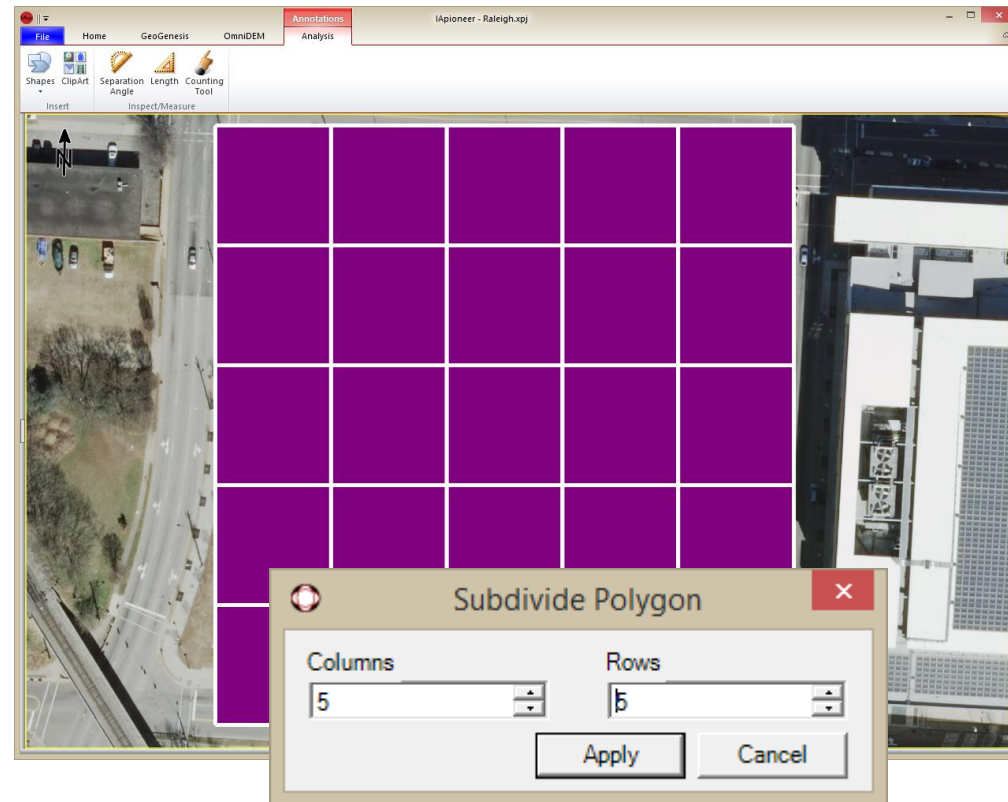 Annotations
IApioneer - Raleigh.xpj
File Home GeoGenesis OmniDEM Analysis
Shapes ClipArt Separation Angle Length Counting Tool
Insert Inspect/Measure
N
Subdivide Polygon
Columns Rows
5 5
Apply Cancel